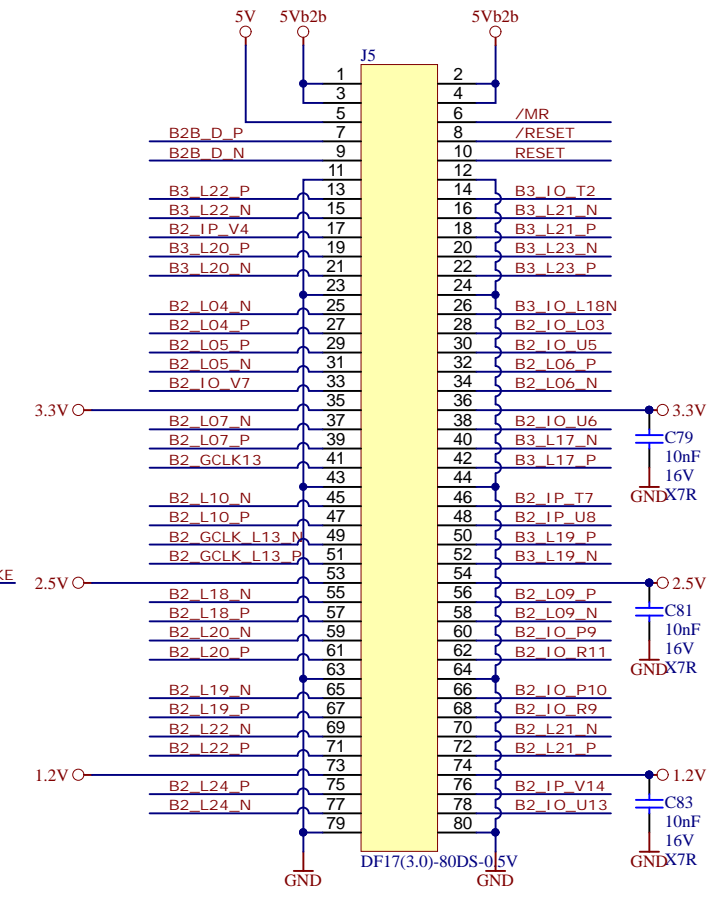 5V 5Vb2b 5Vb2b
J5
1 2
3 4
5 6 /MR
B2B_D_P 7 8 /RESET
B2B_D_N 9 10 RESET
11 12
B3_L22_P 13 14 B3_IO_T2
B3_L22_N 15 16 B3_L21_N
B2_IP_V4 17 18 B3_L21_P
B3_L20_P 19 20 B3_L23_N
B3_L20_N 21 22 B3_L23_P
23 24
B2_L04_N 25 26 B3_IO_L18N
B2_L04_P 27 28 B2_IO_L03
B2_L05_P 29 30 B2_IO_U5
B2_L05_N 31 32 B2_L06_P
B2_IO_V7 33 34 B2_L06_N
3.3V 35 36 3.3V
B2_L07_N 37 38 B2_IO_U6
C79
B2_L07_P 39 40 B3_L17_N
10nF
B2_GCLK13 41 42 B3_L17_P
16V
43 44
GND X7R
B2_L10_N 45 46 B2_IP_T7
B2_L10_P 47 48 B2_IP_U8
B2_GCLK_L13_N 49 50 B3_L19_P
B2_GCLK_L13_P 51 52 B3_L19_N
KE 2.5V 53 54 2.5V
B2_L18_N 55 56 B2_L09_P
C81
B2_L18_P 57 58 B2_L09_N
10nF
B2_L20_N 59 60 B2_IO_P9
16V
B2_L20_P 61 62 B2_IO_R11
GND X7R
63 64
B2_L19_N 65 66 B2_IO_P10
B2_L19_P 67 68 B2_IO_R9
B2_L22_N 69 70 B2_L21_N
B2_L22_P 71 72 B2_L21_P
1.2V 73 74 1.2V
B2_L24_P 75 76 B2_IP_V14
C83
B2_L24_N 77 78 B2_IO_U13
10nF
79 80
16V
DF17(3.0)-80DS-0.5V
GND X7R
GND GND